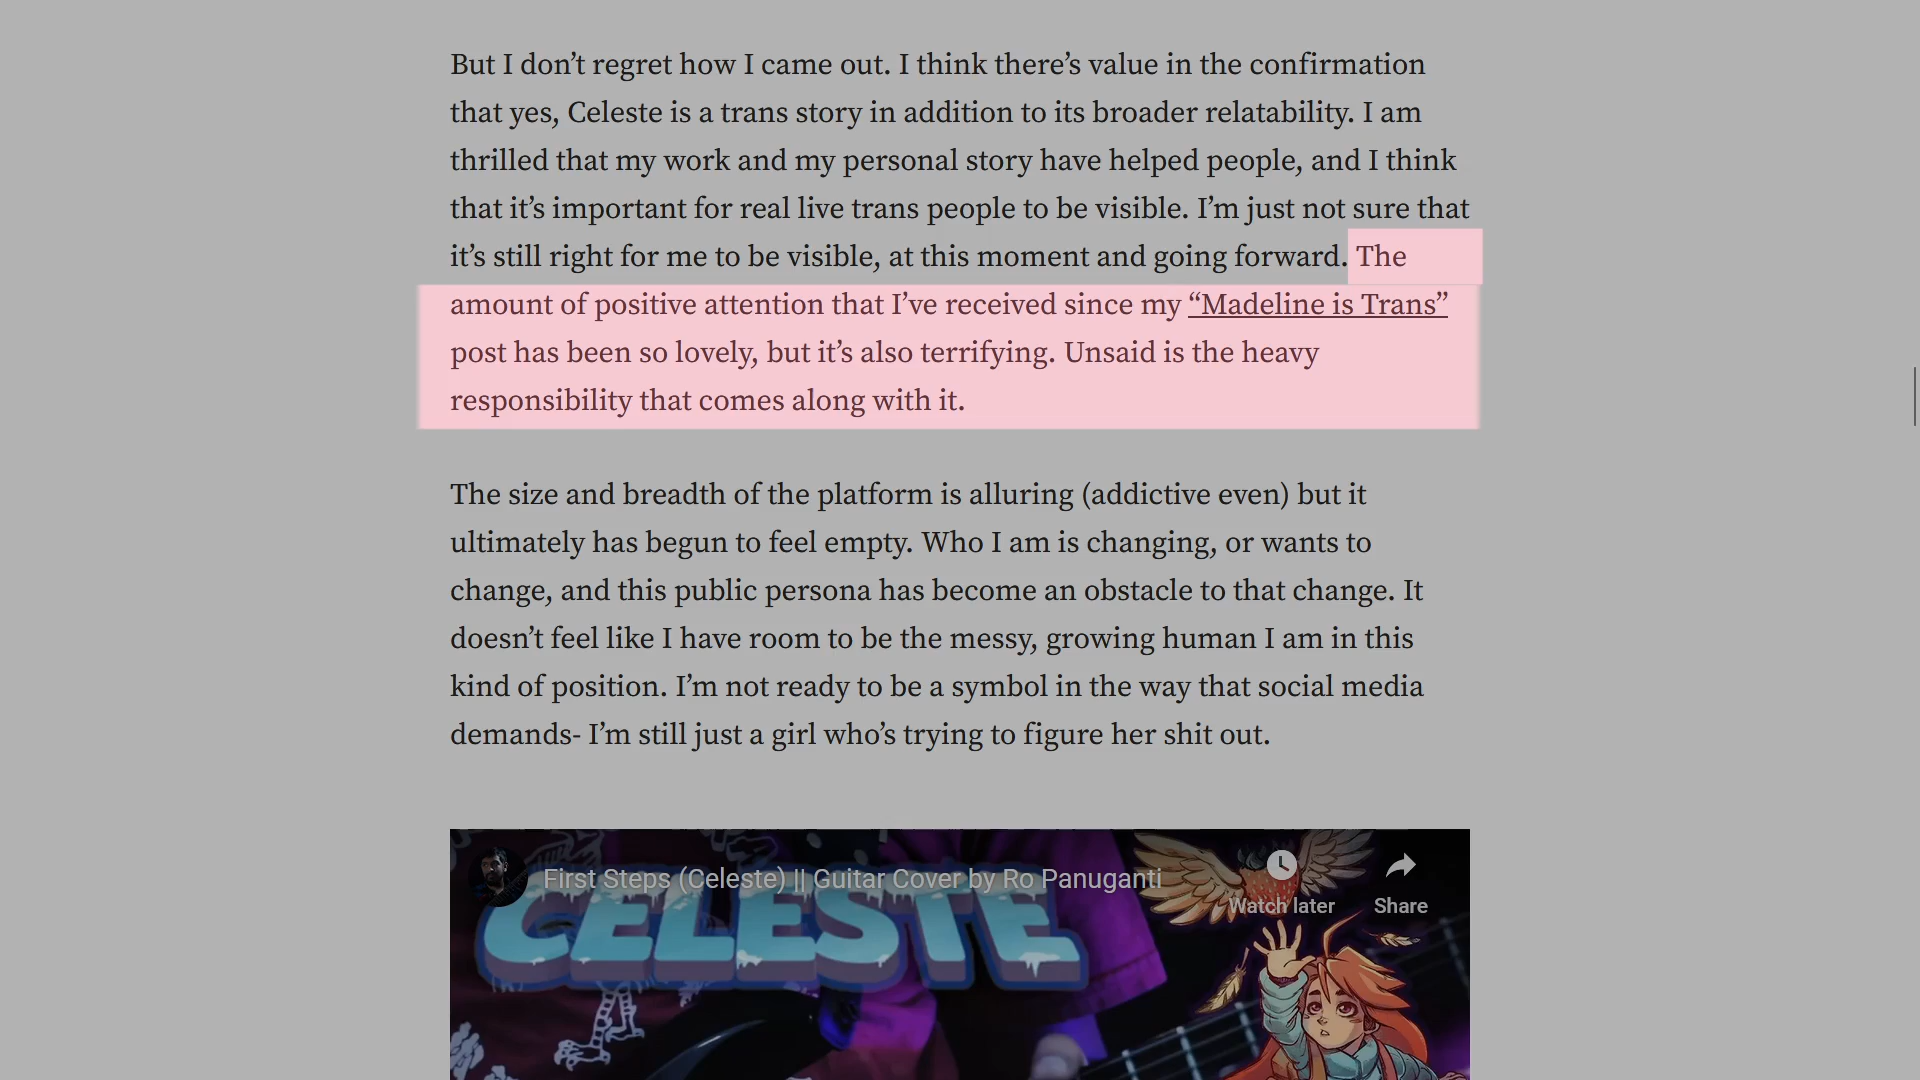 But I don’t regret how I came out. I think there’s value in the confirmation
that yes, Celeste is a trans story in addition to its broader relatability. I am
thrilled that my work and my personal story have helped people, and I think
that it’s important for real live trans people to be visible. I’m just not sure that
it’s still right for me to be visible, at this moment and going forward. The
amount of positive attention that I’ve received since my “Madeline is Trans”
post has been so lovely, but it’s also terrifying. Unsaid is the heavy
responsibility that comes along with it.
The size and breadth of the platform is alluring (addictive even) but it
ultimately has begun to feel empty. Who I am is changing, or wants to
change, and this public persona has become an obstacle to that change. It
doesn’t feel like I have room to be the messy, growing human I am in this
kind of position. I’m not ready to be a symbol in the way that social media
demands- I’m still just a girl who’s trying to figure her shit out.
First Steps (Celeste) || Guitar Cover by Ro Panuganti
Watch later
Share
CELESTE